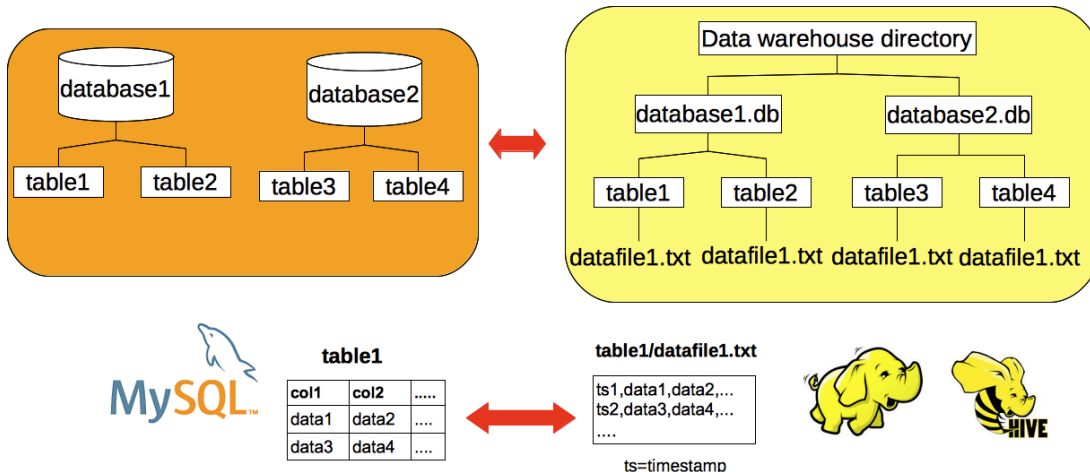 database1
database2
table1
table2
table3
table4
Data warehouse directory
database1.db
database2.db
table1
table2
table3
table4
datafile1.txt
datafile1.txt
datafile1.txt
datafile1.txt
MySQL™
table1
col1 col2 .....
data1 data2 ....
data3 data4 ....
table1/datafile1.txt
ts1,data1,data2,...
ts2,data3,data4,...
....
ts=timestamp
HIVE